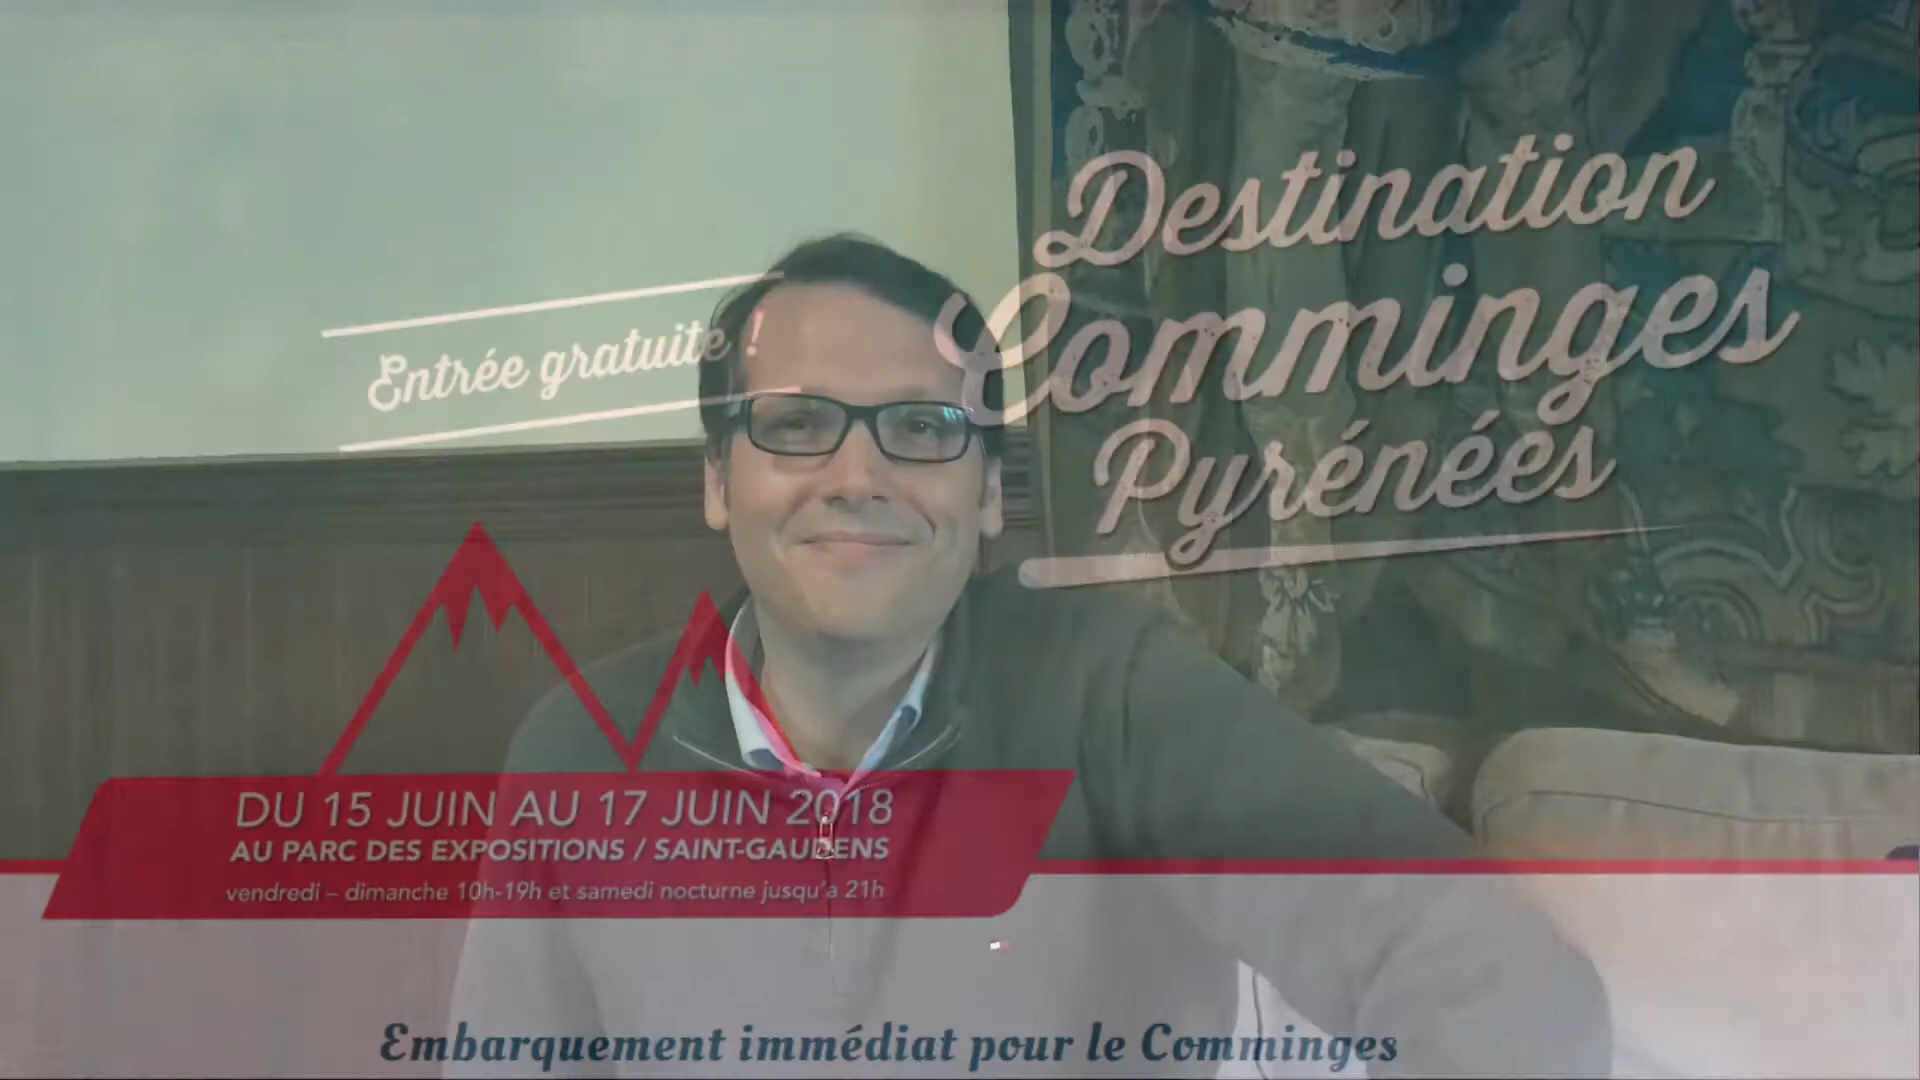 Destination
Comminges
Pyrénées
Entrée gratuite !
DU 15 JUIN AU 17 JUIN 2018
AU PARC DES EXPOSITIONS / SAINT-GAUDENS
vendredi – dimanche 10h-19h et samedi nocturne jusqu'a 21h
Embarquement immédiat pour le Comminges